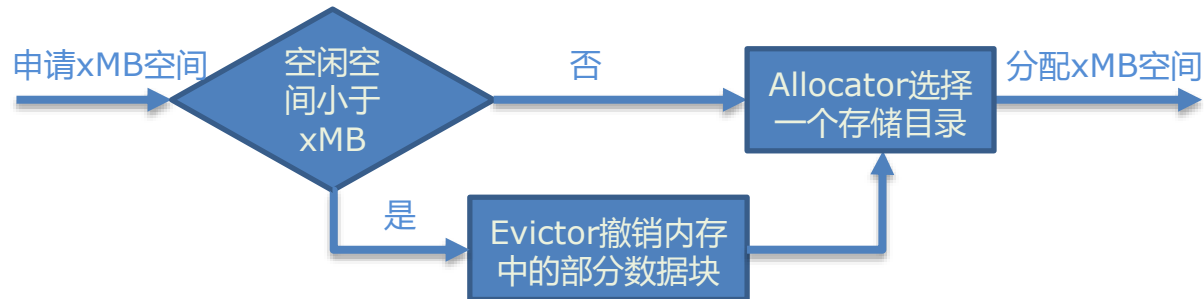 申请xMB空间
空闲空
间小于
xMB
否
Allocator选择
一个存储目录
分配xMB空间
是
Evictor撤销内存
中的部分数据块